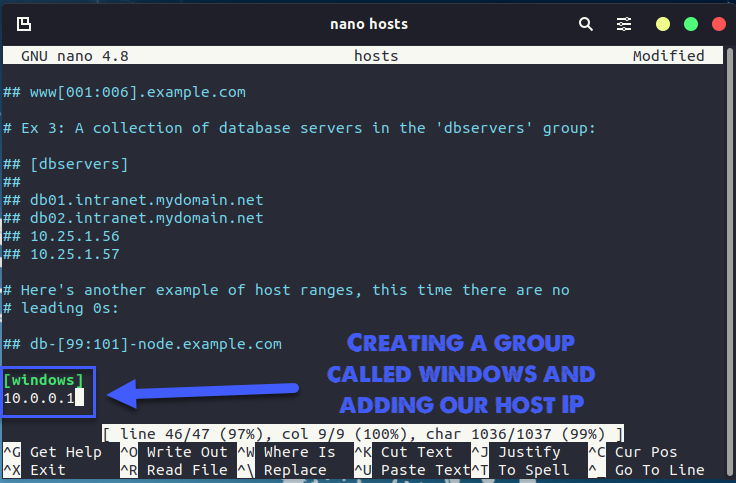 nano hosts
GNU nano 4.8 hosts Modified
## www[001:006].example.com
# Ex 3: A collection of database servers in the 'dbservers' group:
## [dbservers]
##
## db01.intranet.mydomain.net
## db02.intranet.mydomain.net
## 10.25.1.56
## 10.25.1.57
# Here's another example of host ranges, this time there are no
# leading 0s:
## db-[99:101]-node.example.com
CREATING A GROUP
CALLED WINDOWS AND
ADDING OUR HOST IP
[windows]
10.0.0.1
[ line 46/47 (97%), col 9/9 (100%), char 1036/1037 (99%) ]
^G Get Help ^O Write Out ^W Where Is ^K Cut Text ^J Justify ^C Cur Pos
^X Exit ^R Read File ^\ Replace ^U Paste Text ^T To Spell ^_ Go To Line